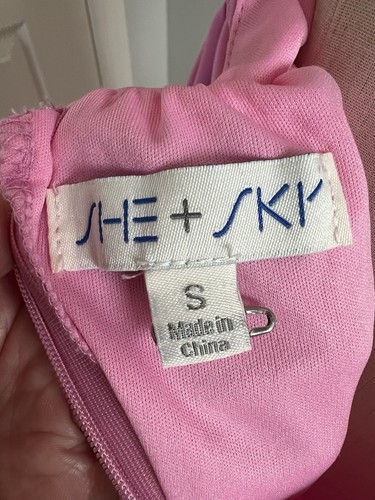 SHE + SKY
S
Made in
China